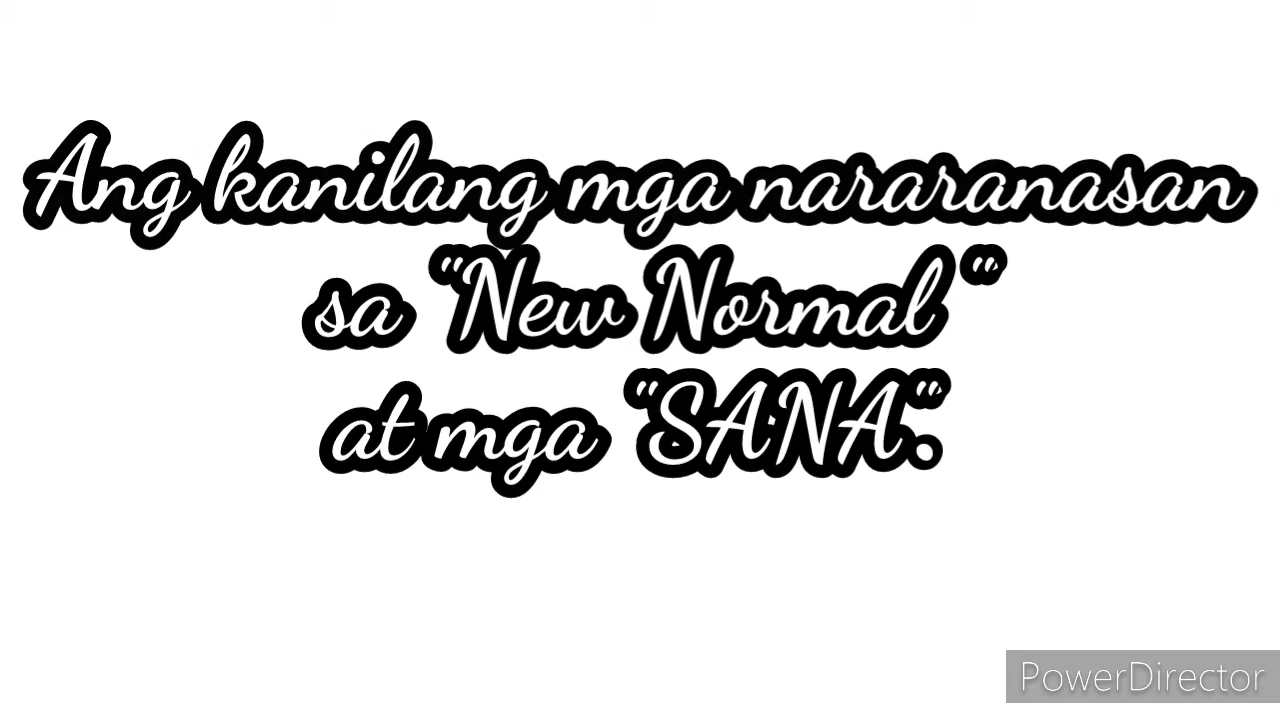 Ang kanilang mga nararanasan
sa "New Normal "
at mga "SANA".
PowerDirector